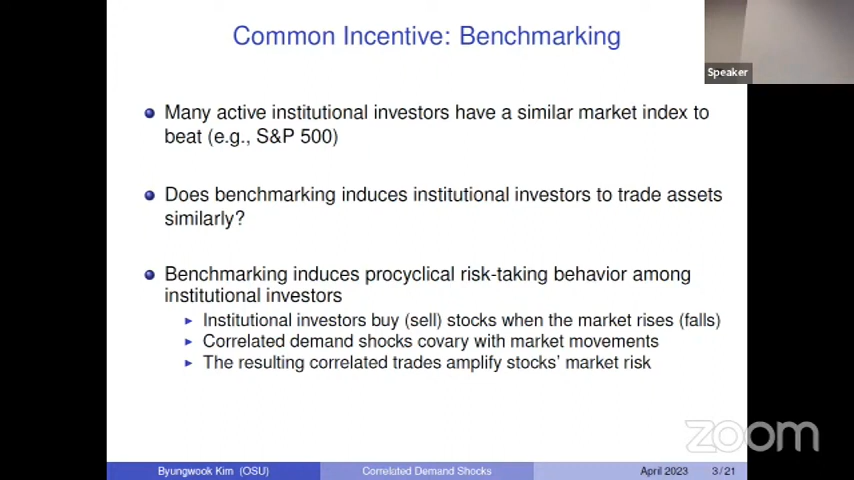 Common Incentive: Benchmarking
Speaker
Many active institutional investors have a similar market index to
beat (e.g., S&P 500)
Does benchmarking induces institutional investors to trade assets
similarly?
Benchmarking induces procyclical risk-taking behavior among
institutional investors
Institutional investors buy (sell) stocks when the market rises (falls)
Correlated demand shocks covary with market movements
The resulting correlated trades amplify stocks' market risk
zoom
Byungwook Kim (OSU) Correlated Demand Shocks April 2023 3/21